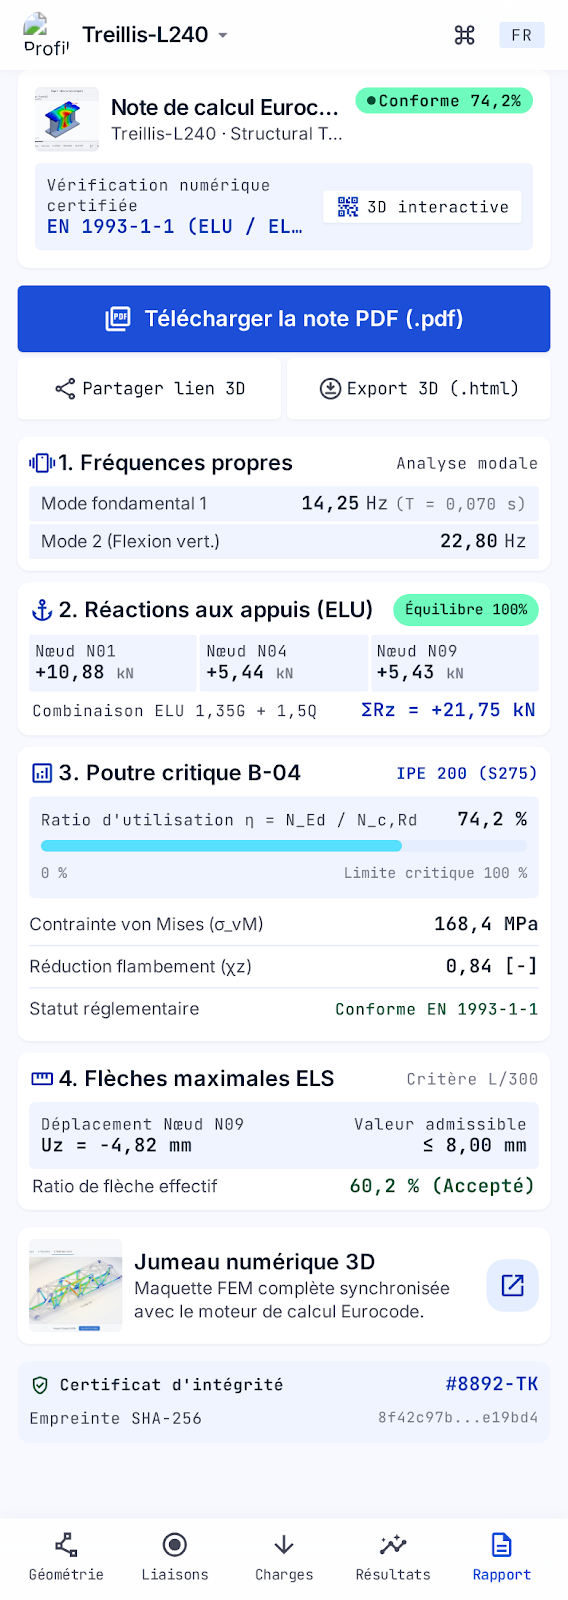 Profil
Treillis-L240
FR
Note de calcul Euroc...
Conforme 74,2%
Treillis-L240 · Structural T...
Vérification numérique
certifiée
EN 1993-1-1 (ELU / EL…
3D interactive
PDF
Télécharger la note PDF (.pdf)
Partager lien 3D
Export 3D (.html)
1. Fréquences propres
Analyse modale
Mode fondamental 1
14,25 Hz (T = 0,070 s)
Mode 2 (Flexion vert.)
22,80 Hz
2. Réactions aux appuis (ELU)
Équilibre 100%
Nœud N01
+10,88 kN
Nœud N04
+5,44 kN
Nœud N09
+5,43 kN
Combinaison ELU 1,35G + 1,5Q
ΣRz = +21,75 kN
3. Poutre critique B-04
IPE 200 (S275)
Ratio d'utilisation η = N_Ed / N_c,Rd
74,2 %
0 %
Limite critique 100 %
Contrainte von Mises (σ_vM)
168,4 MPa
Réduction flambement (χz)
0,84 [-]
Statut réglementaire
Conforme EN 1993-1-1
4. Flèches maximales ELS
Critère L/300
Déplacement Nœud N09
Uz = -4,82 mm
Valeur admissible
≤ 8,00 mm
Ratio de flèche effectif
60,2 % (Accepté)
Jumeau numérique 3D
Maquette FEM complète synchronisée
avec le moteur de calcul Eurocode.
Certificat d'intégrité
#8892-TK
Empreinte SHA-256
8f42c97b...e19bd4
Géométrie
Liaisons
Charges
Résultats
Rapport